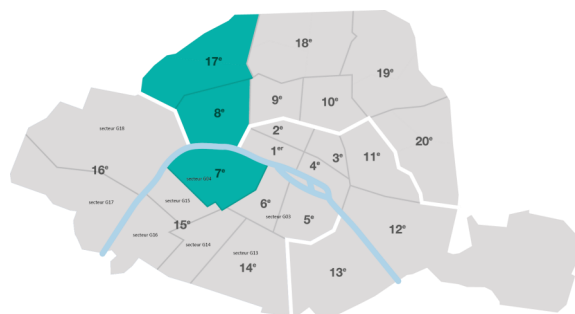 18ᵉ
17ᵉ
19ᵉ
9ᵉ
10ᵉ
8ᵉ
secteur G18
2ᵉ
20ᵉ
1ᵉʳ
3ᵉ
11ᵉ
4ᵉ
16ᵉ
7ᵉ
secteur G04
secteur G17
secteur G15
6ᵉ
secteur G03
5ᵉ
15ᵉ
12ᵉ
secteur G16
secteur G14
secteur G13
14ᵉ
13ᵉ